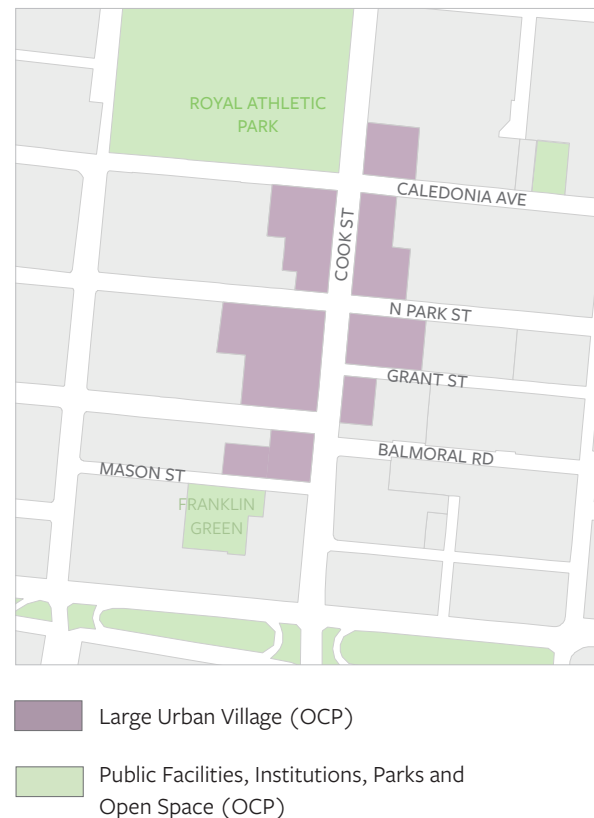 ROYAL ATHLETIC
PARK
CALEDONIA AVE
COOK ST
N PARK ST
GRANT ST
BALMORAL RD
MASON ST
FRANKLIN
GREEN
Large Urban Village (OCP)
Public Facilities, Institutions, Parks and
Open Space (OCP)